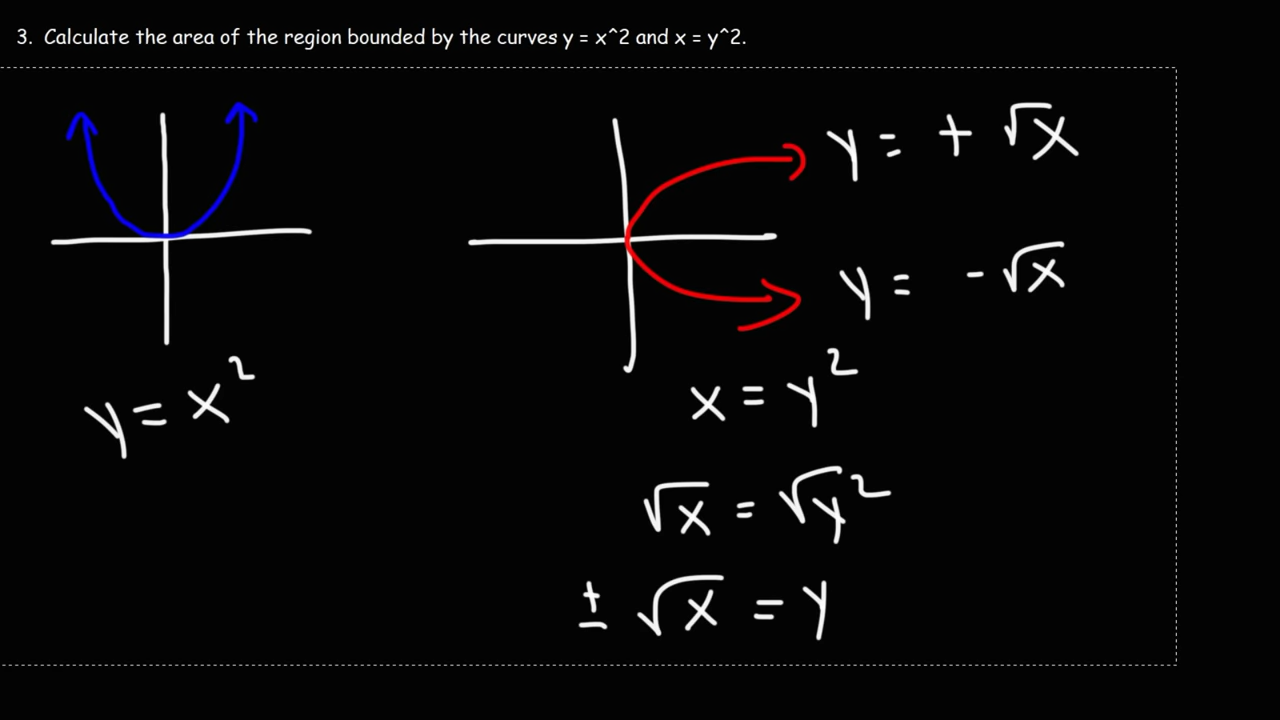 3. Calculate the area of the region bounded by the curves y = x^2 and x = y^2.
y = + √x
y = - √x
y = x²
x = y²
√x = √y²
± √x = y